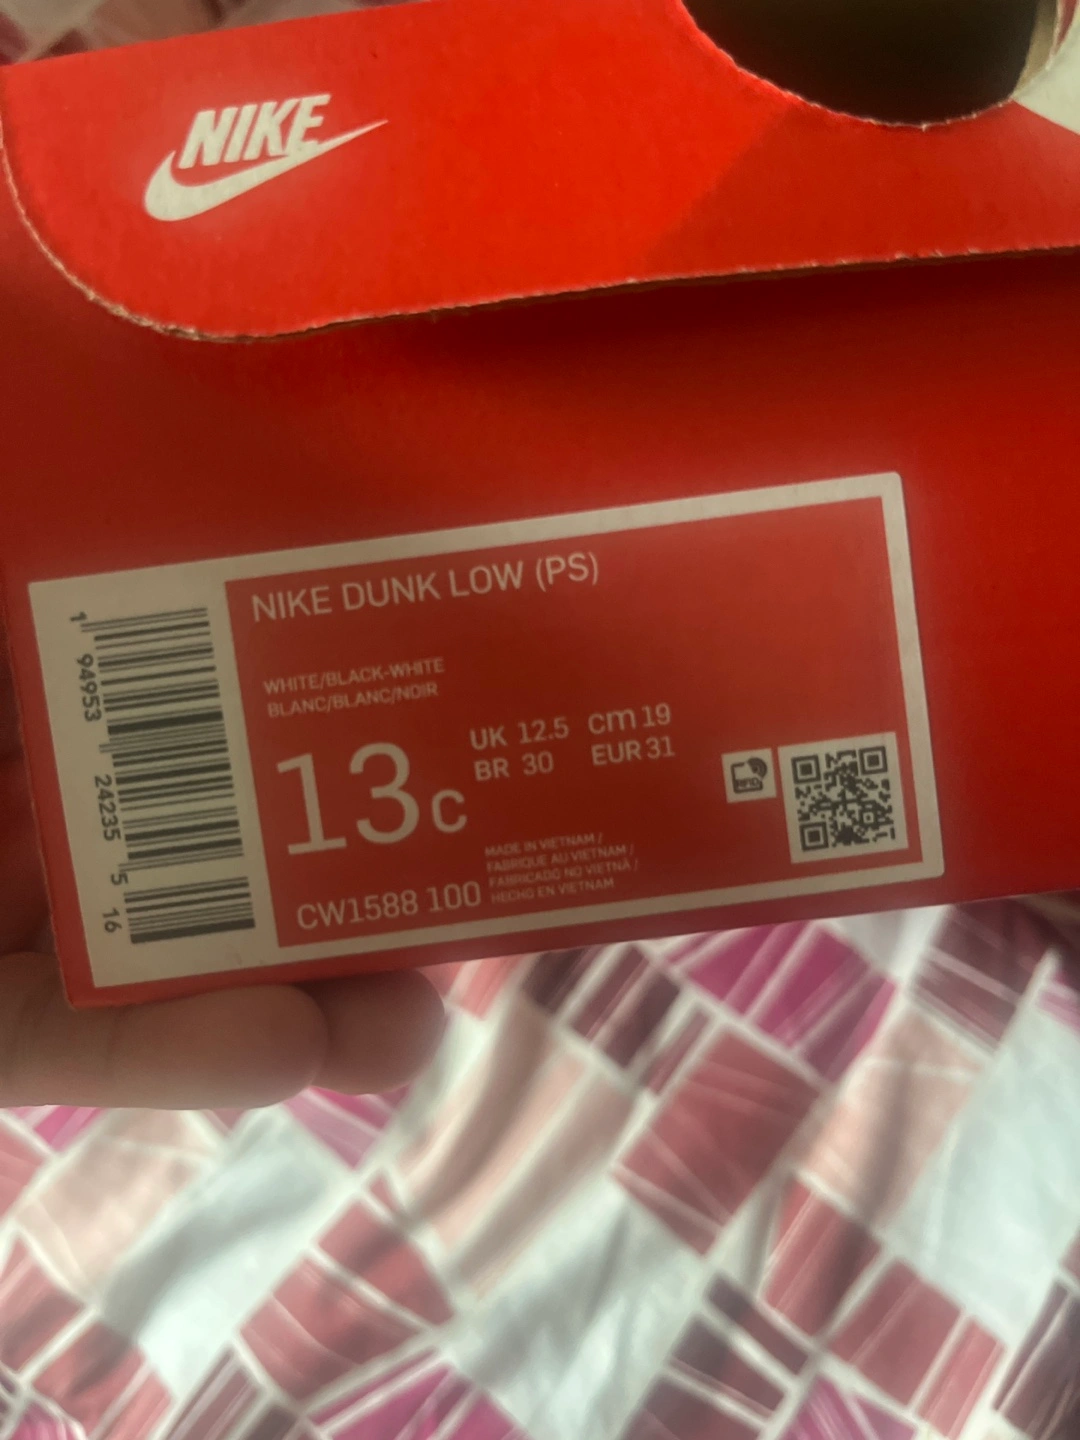 NIKE
NIKE DUNK LOW (PS)
WHITE/BLACK-WHITE
BLANC/BLANC/NOIR
13C
UK 12.5 cm 19
BR 30 EUR 31
MADE IN VIETNAM /
FABRIQUE AU VIETNAM /
FABRICADO NO VIETNÃ /
HECHO EN VIETNAM
CW1588 100
1 94953 24235 5 16
RFID